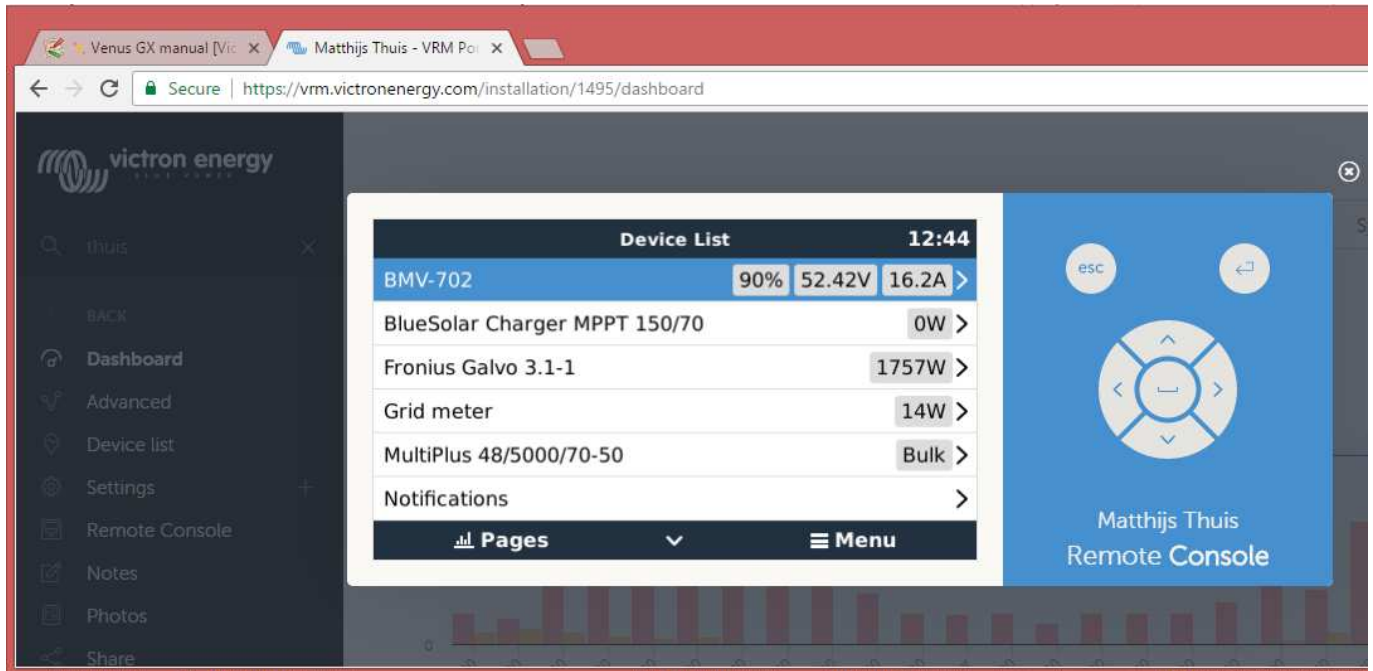 Venus GX manual [Vic
Matthijs Thuis - VRM Por
Secure | https://vrm.victronenergy.com/installation/1495/dashboard
victron energy
BLUE POWER
thuis
BACK
Dashboard
Advanced
Device list
Settings
Remote Console
Notes
Photos
Share
Device List 12:44
BMV-702 90% 52.42V 16.2A
BlueSolar Charger MPPT 150/70 0W
Fronius Galvo 3.1-1 1757W
Grid meter 14W
MultiPlus 48/5000/70-50 Bulk
Notifications
Pages Menu
esc
Matthijs Thuis
Remote Console
S
0